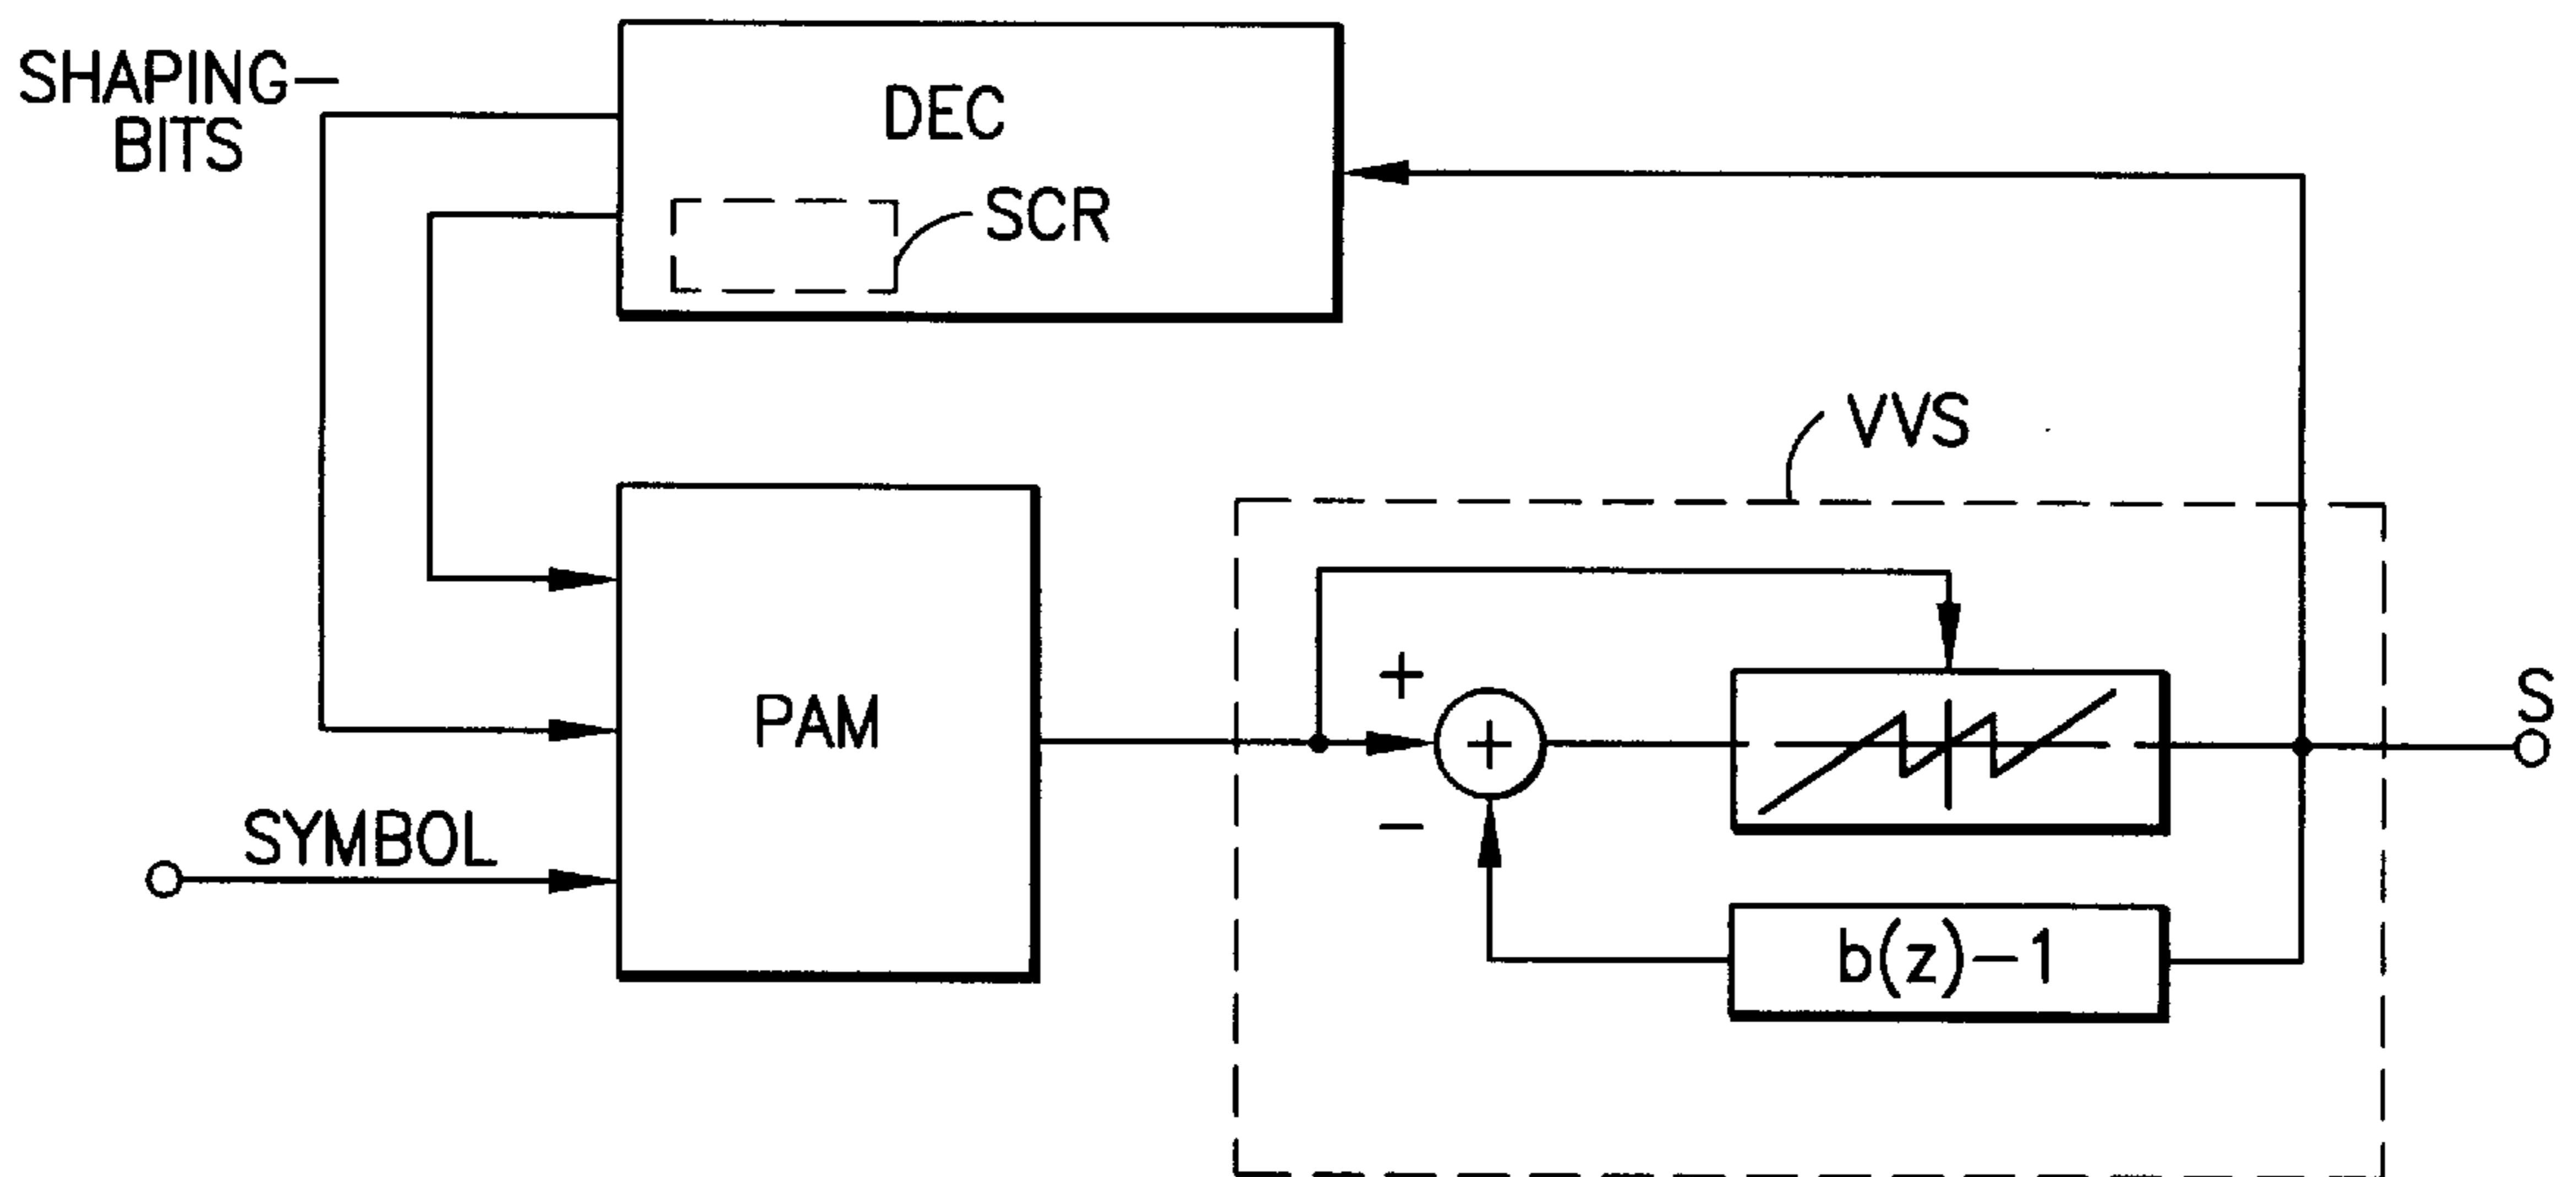 SHAPING-
BITS
DEC
SCR
VVS
PAM
SYMBOL
+
−
+
S
b(z)−1